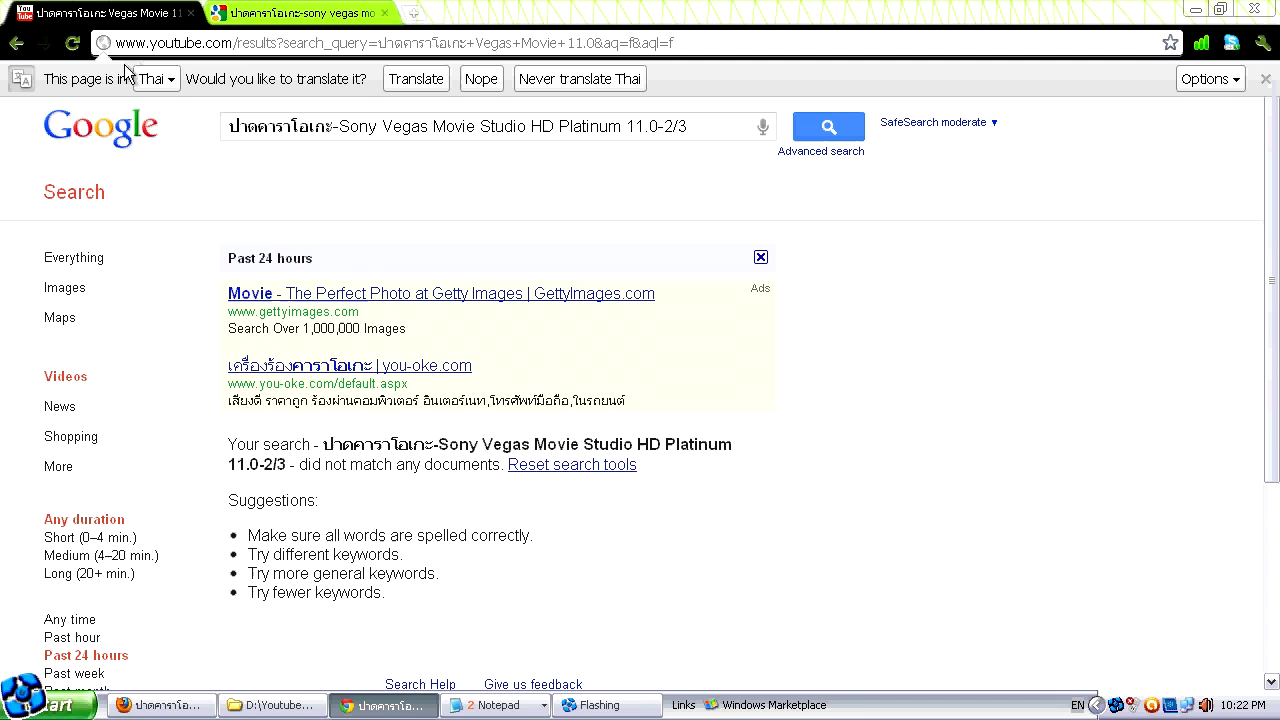 ปาดคาราโอเกะ Vegas Movie 11
ปาดคาราโอเกะ-sony vegas mo
www.youtube.com/results?search_query=ปาดคาราโอเกะ+Vegas+Movie+11.0&aq=f&aql=f
This page is in Thai Would you like to translate it? Translate Nope Never translate Thai Options
Google
ปาดคาราโอเกะ-Sony Vegas Movie Studio HD Platinum 11.0-2/3
SafeSearch moderate
Advanced search
Search
Everything
Images
Maps
Videos
News
Shopping
More
Any duration
Short (0–4 min.)
Medium (4–20 min.)
Long (20+ min.)
Any time
Past hour
Past 24 hours
Past week
Past month
Past 24 hours
Ads
Movie - The Perfect Photo at Getty Images | Gettyimages.com
www.gettyimages.com
Search Over 1,000,000 Images
เครื่องร้องคาราโอเกะ | you-oke.com
www.you-oke.com/default.aspx
เสียงดี ราคาถูก ร้องผ่านคอมพิวเตอร์ อินเตอร์เนท,โทรศัพท์มือถือ,ในรถยนต์
Your search - ปาดคาราโอเกะ-Sony Vegas Movie Studio HD Platinum
11.0-2/3 - did not match any documents. Reset search tools
Suggestions:
Make sure all words are spelled correctly.
Try different keywords.
Try more general keywords.
Try fewer keywords.
Search Help Give us feedback
start ปาดคาราโอเกะ... D:\Youtube... ปาดคาราโอ... 2 Notepad Flashing Links Windows Marketplace EN 10:22 PM